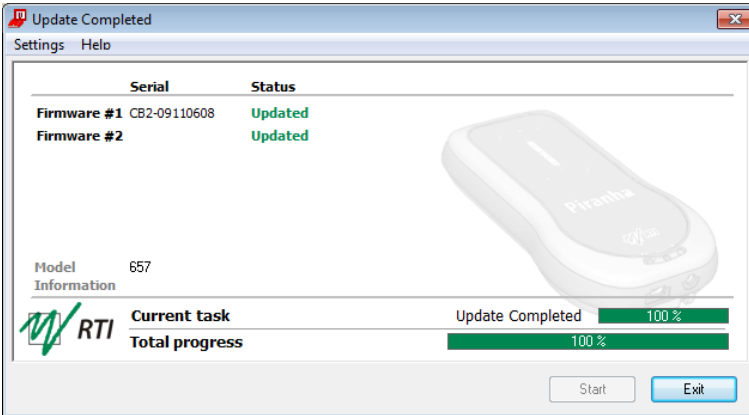 Update Completed
Settings Help
Serial Status
Firmware #1 CB2-09110608 Updated
Firmware #2 Updated
Piranha
Model 657
Information
RTI
Current task Update Completed 100 %
Total progress 100 %
Start Exit